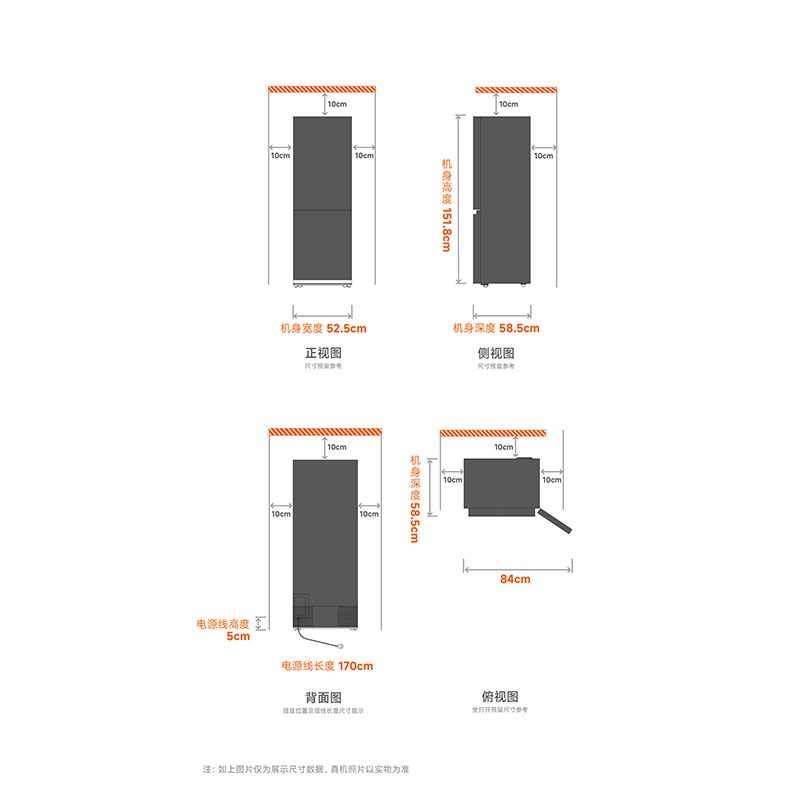 10cm
10cm
10cm
机身宽度 52.5cm
正视图
尺寸预留参考
10cm
10cm
机身高度 151.8cm
机身深度 58.5cm
侧视图
尺寸预留参考
10cm
10cm
10cm
电源线高度
5cm
电源线长度 170cm
背面图
插座位置及插线长度尺寸提示
10cm
10cm
10cm
机身深度 58.5cm
84cm
俯视图
全打开预留尺寸参考
注：如上图片仅为展示尺寸数据，真机照片以实物为准